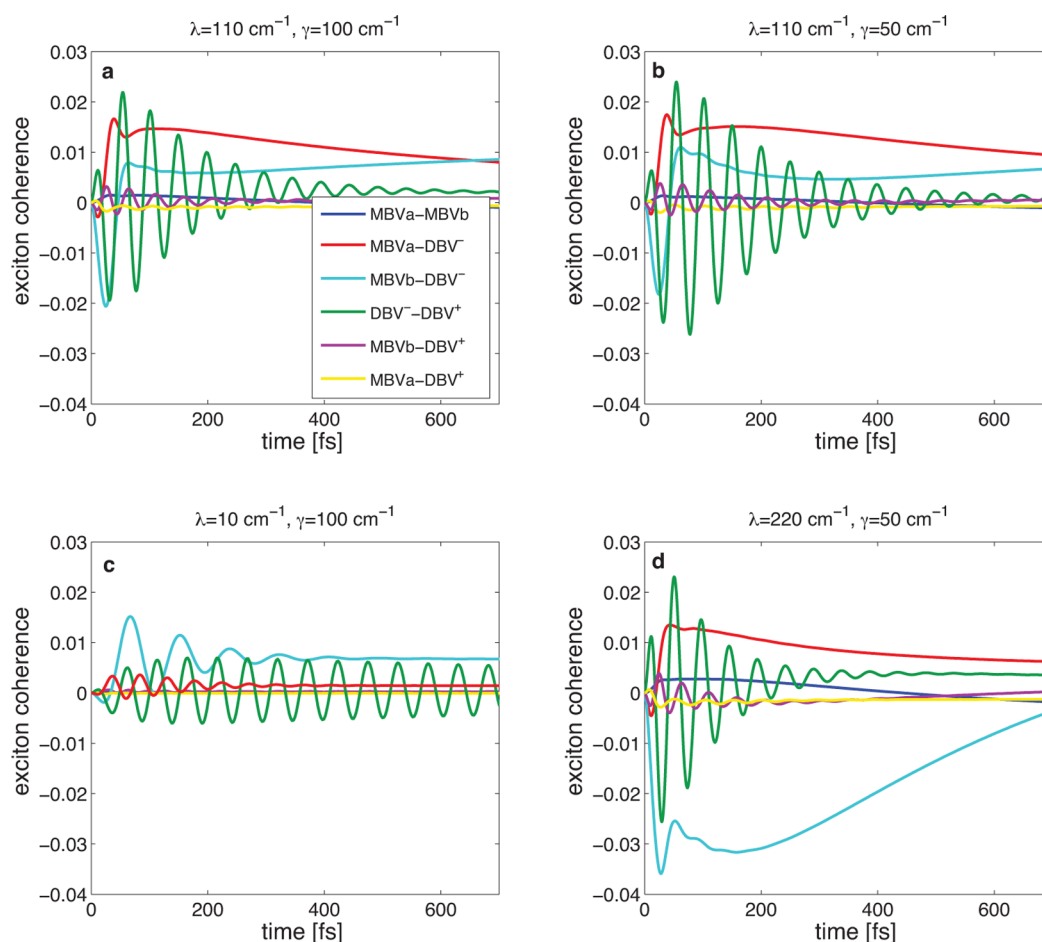 λ=110 cm⁻¹, γ=100 cm⁻¹
a
0.03
0.02
0.01
0
−0.01
−0.02
−0.03
−0.04
exciton coherence
MBVa−MBVb
MBVa−DBV⁻
MBVb−DBV⁻
DBV⁻−DBV⁺
MBVb−DBV⁺
MBVa−DBV⁺
0 200 400 600
time [fs]
λ=110 cm⁻¹, γ=50 cm⁻¹
b
0.03
0.02
0.01
0
−0.01
−0.02
−0.03
−0.04
exciton coherence
0 200 400 600
time [fs]
λ=10 cm⁻¹, γ=100 cm⁻¹
c
0.03
0.02
0.01
0
−0.01
−0.02
−0.03
−0.04
exciton coherence
0 200 400 600
time [fs]
λ=220 cm⁻¹, γ=50 cm⁻¹
d
0.03
0.02
0.01
0
−0.01
−0.02
−0.03
−0.04
exciton coherence
0 200 400 600
time [fs]